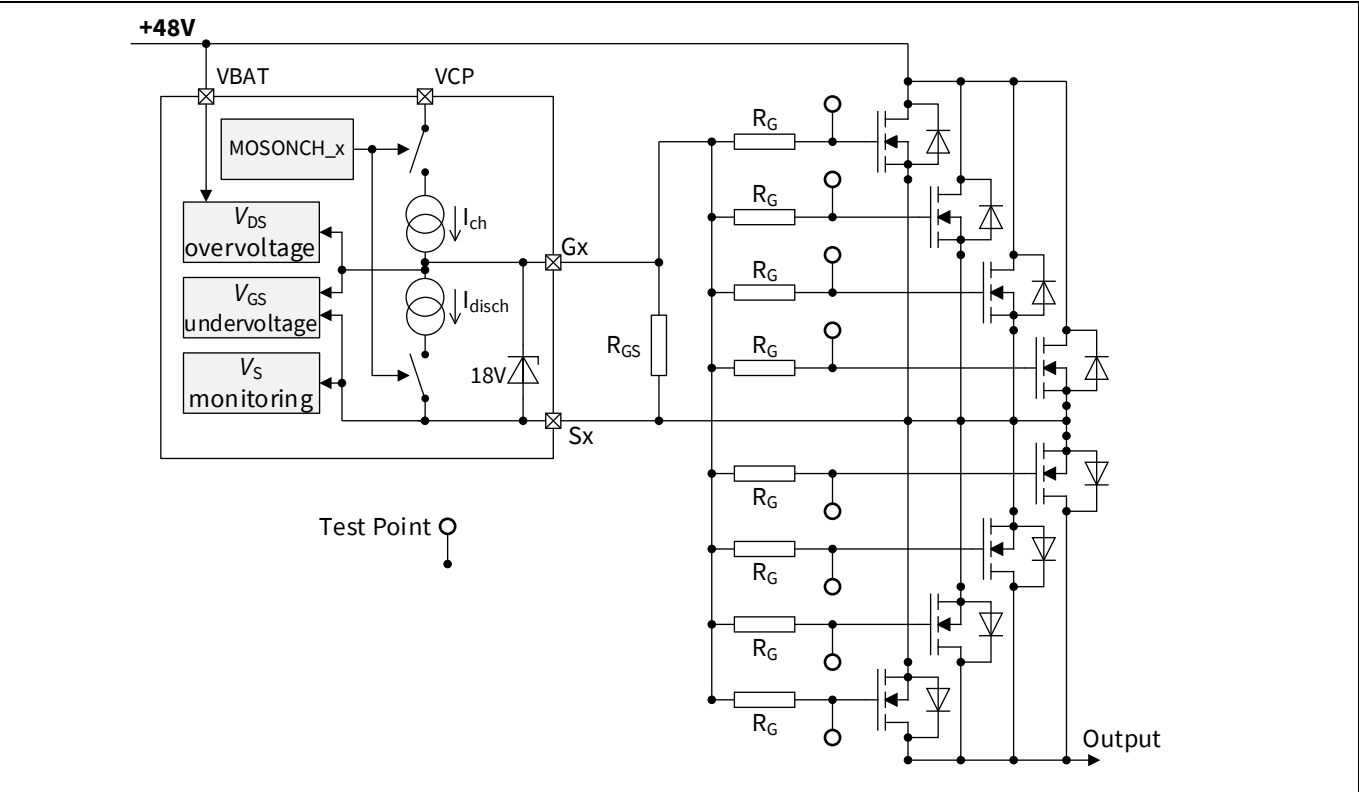 +48V
VBAT
VCP
MOSONCH_x
VDS
overvoltage
VGS
undervoltage
VS
monitoring
Ich
Idisch
18V
Gx
Sx
RGS
RG
RG
RG
RG
RG
RG
RG
RG
Test Point
Output